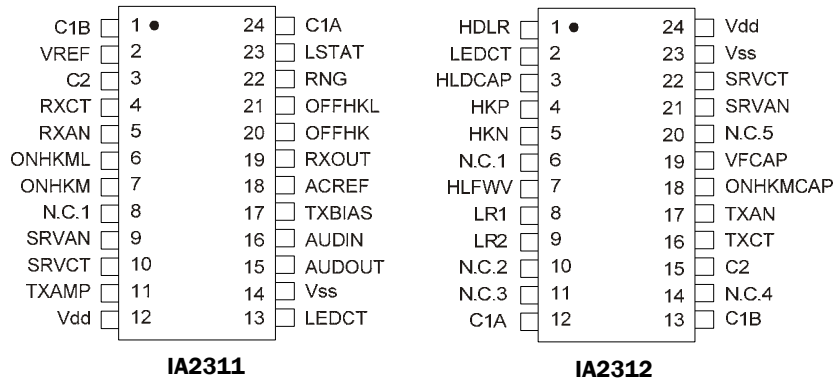 C1B 1 24 C1A
VREF 2 23 LSTAT
C2 3 22 RNG
RXCT 4 21 OFFHKL
RXAN 5 20 OFFHK
ONHKML 6 19 RXOUT
ONHKM 7 18 ACREF
N.C.1 8 17 TXBIAS
SRVAN 9 16 AUDIN
SRVCT 10 15 AUDOUT
TXAMP 11 14 Vss
Vdd 12 13 LEDCT
IA2311
HDLR 1 24 Vdd
LEDCT 2 23 Vss
HLDCAP 3 22 SRVCT
HKP 4 21 SRVAN
HKN 5 20 N.C.5
N.C.1 6 19 VFCAP
HLFWV 7 18 ONHKMCAP
LR1 8 17 TXAN
LR2 9 16 TXCT
N.C.2 10 15 C2
N.C.3 11 14 N.C.4
C1A 12 13 C1B
IA2312